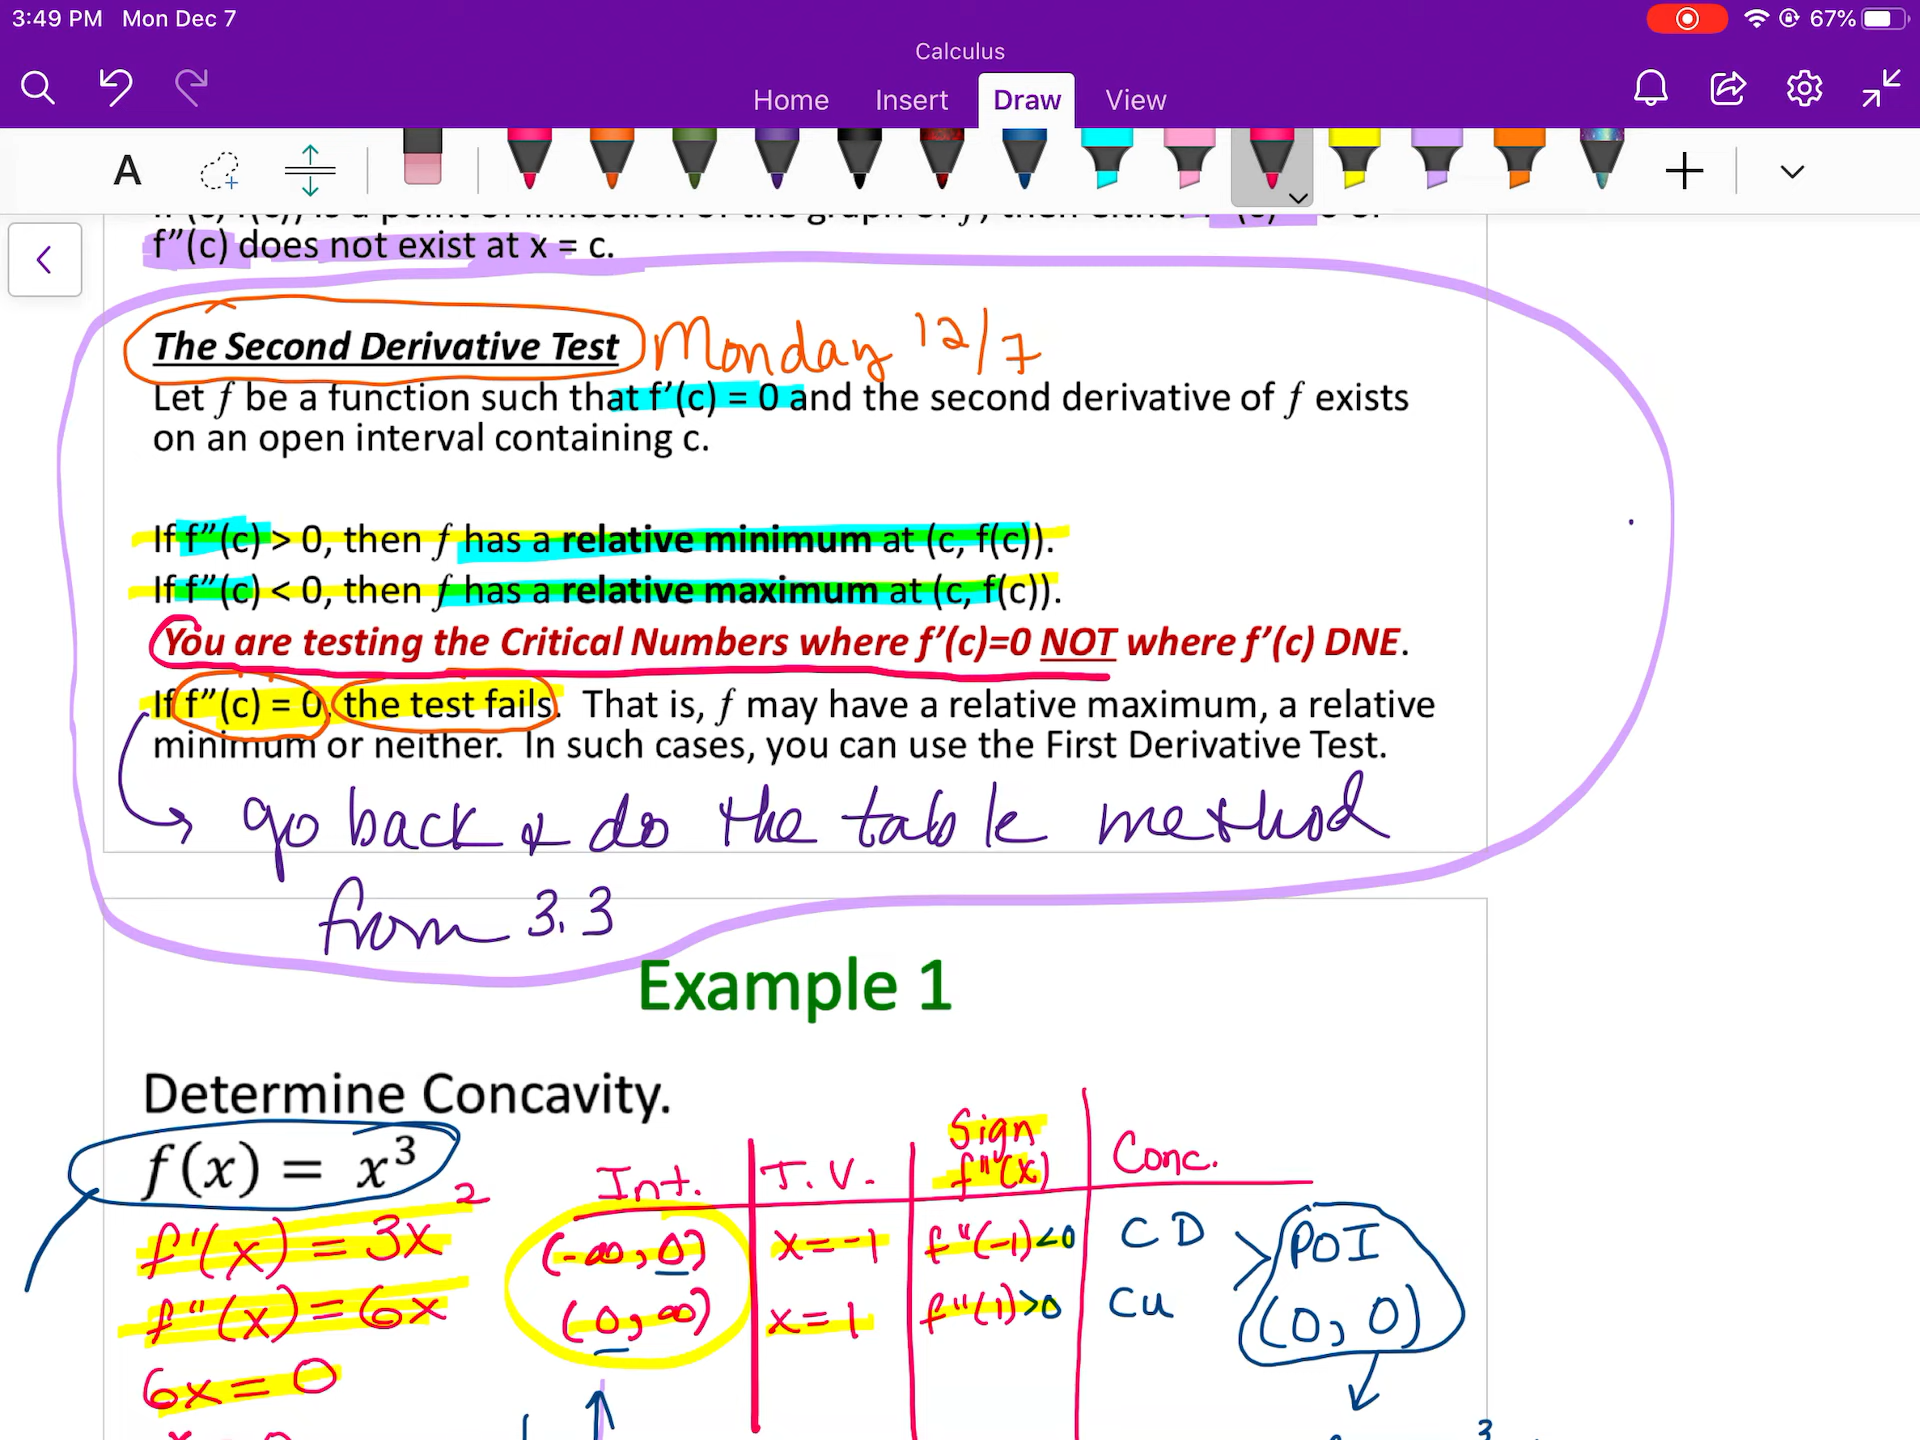 3:49 PM Mon Dec 7 67%
Calculus
Home Insert Draw View
A
f”(c) does not exist at x = c.
The Second Derivative Test Monday 12/7
Let f be a function such that f’(c) = 0 and the second derivative of f exists
on an open interval containing c.
If f”(c) > 0, then f has a relative minimum at (c, f(c)).
If f”(c) < 0, then f has a relative maximum at (c, f(c)).
You are testing the Critical Numbers where f’(c)=0 NOT where f’(c) DNE.
If f”(c) = 0, the test fails. That is, f may have a relative maximum, a relative
minimum or neither. In such cases, you can use the First Derivative Test.
go back & do the table method
from 3.3
Example 1
Determine Concavity.
f(x) = x³
Int. T.V. Sign f"(x) Conc.
f'(x) = 3x²
(-∞, 0) x = -1 f"(-1)<0 CD POI
f"(x) = 6x
(0, ∞) x = 1 f"(1)>0 CU (0, 0)
6x = 0